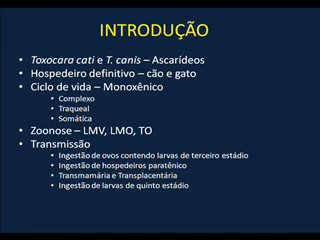 INTRODUÇÃO
• Toxocara cati e T. canis – Ascarídeos
• Hospedeiro definitivo – cão e gato
• Ciclo de vida – Monoxênico
• Complexo
• Traqueal
• Somática
• Zoonose – LMV, LMO, TO
• Transmissão
• Ingestão de ovos contendo larvas de terceiro estádio
• Ingestão de hospedeiros paratênico
• Transmamária e Transplacentária
• Ingestão de larvas de quinto estádio